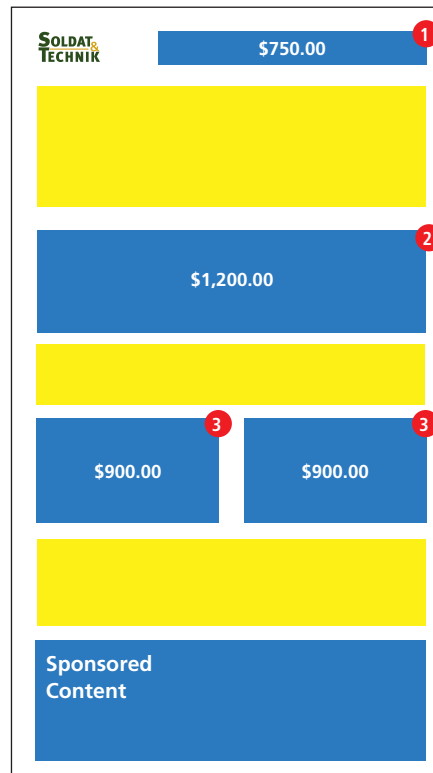 SOLDAT&
TECHNIK
$750.00
1
$1,200.00
2
$900.00
3
$900.00
3
Sponsored
Content